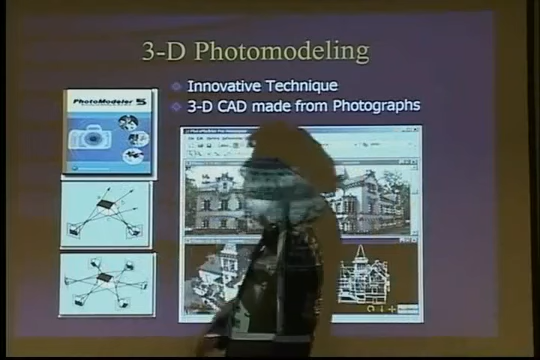 3-D Photomodeling
Innovative Technique
3-D CAD made from Photographs
PhotoModeler 5